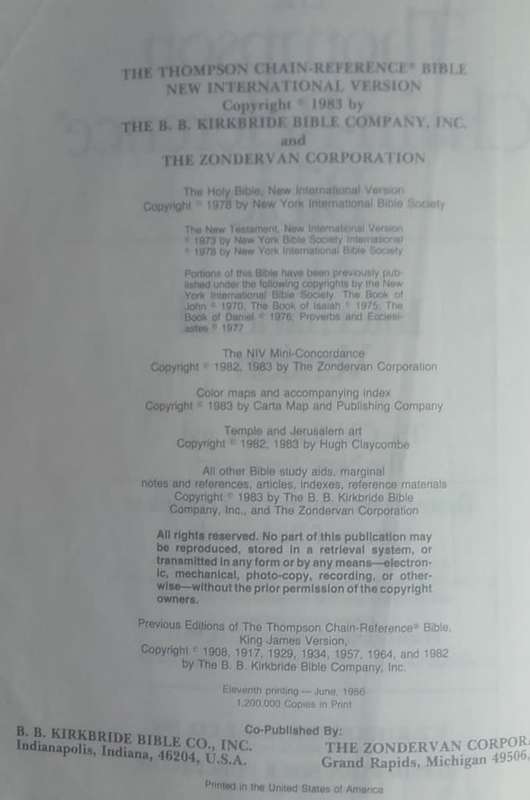 THE THOMPSON CHAIN-REFERENCE® BIBLE
NEW INTERNATIONAL VERSION
Copyright © 1983 by
THE B. B. KIRKBRIDE BIBLE COMPANY, INC.
and
THE ZONDERVAN CORPORATION
The Holy Bible, New International Version
Copyright © 1978 by New York International Bible Society
The New Testament, New International Version
© 1973 by New York Bible Society International
© 1978 by New York International Bible Society
Portions of this Bible have been previously pub-
lished under the following copyrights by the New
York International Bible Society: The Book of
John © 1970; The Book of Isaiah © 1975; The
Book of Daniel © 1976; Proverbs and Ecclesi-
astes © 1977
The NIV Mini-Concordance
Copyright © 1982, 1983 by The Zondervan Corporation
Color maps and accompanying index
Copyright © 1983 by Carta Map and Publishing Company
Temple and Jerusalem art
Copyright © 1982, 1983 by Hugh Claycombe
All other Bible study aids, marginal
notes and references, articles, indexes, reference materials
Copyright © 1983 by The B. B. Kirkbride Bible
Company, Inc., and The Zondervan Corporation
All rights reserved. No part of this publication may
be reproduced, stored in a retrieval system, or
transmitted in any form or by any means—electron-
ic, mechanical, photo-copy, recording, or other-
wise—without the prior permission of the copyright
owners.
Previous Editions of The Thompson Chain-Reference® Bible,
King James Version,
Copyright © 1908, 1917, 1929, 1934, 1957, 1964, and 1982
by The B. B. Kirkbride Bible Company, Inc.
Eleventh printing — June, 1986
1,200,000 Copies in Print
Co-Published By:
B. B. KIRKBRIDE BIBLE CO., INC.
Indianapolis, Indiana, 46204, U.S.A.
THE ZONDERVAN CORPORA
Grand Rapids, Michigan 49506,
Printed in the United States of America